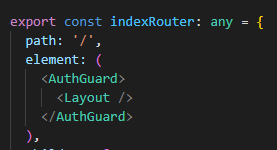 export const indexRouter: any = {
path: '/',
element: (
<AuthGuard>
<Layout />
</AuthGuard>
),